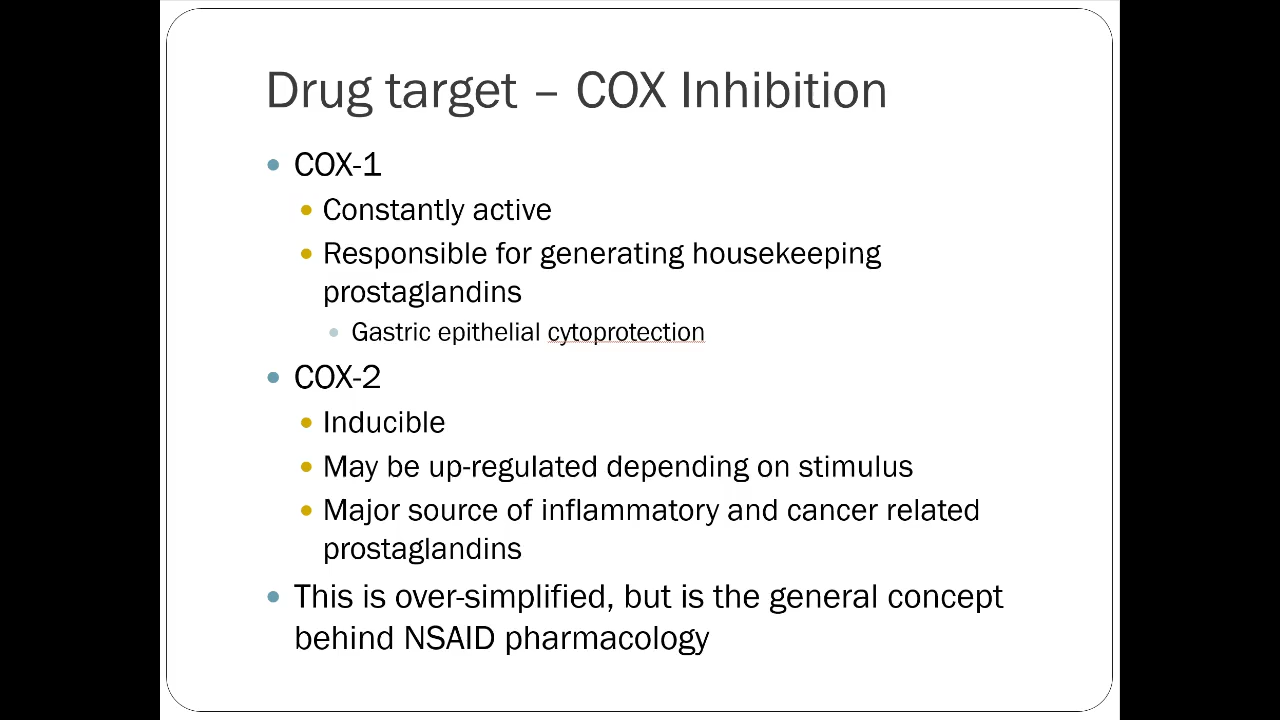 Drug target – COX Inhibition
COX-1
Constantly active
Responsible for generating housekeeping
prostaglandins
Gastric epithelial cytoprotection
COX-2
Inducible
May be up-regulated depending on stimulus
Major source of inflammatory and cancer related
prostaglandins
This is over-simplified, but is the general concept
behind NSAID pharmacology